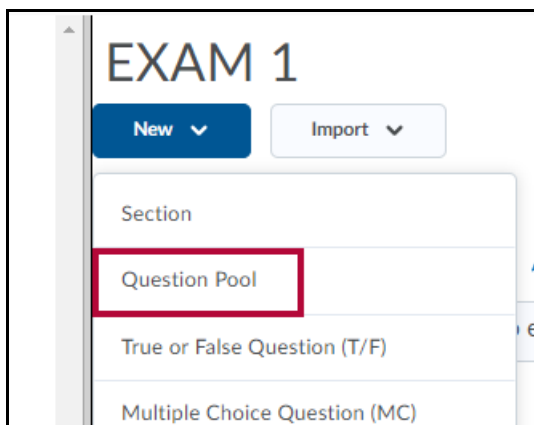 EXAM 1
New
Import
Section
Question Pool
True or False Question (T/F)
Multiple Choice Question (MC)